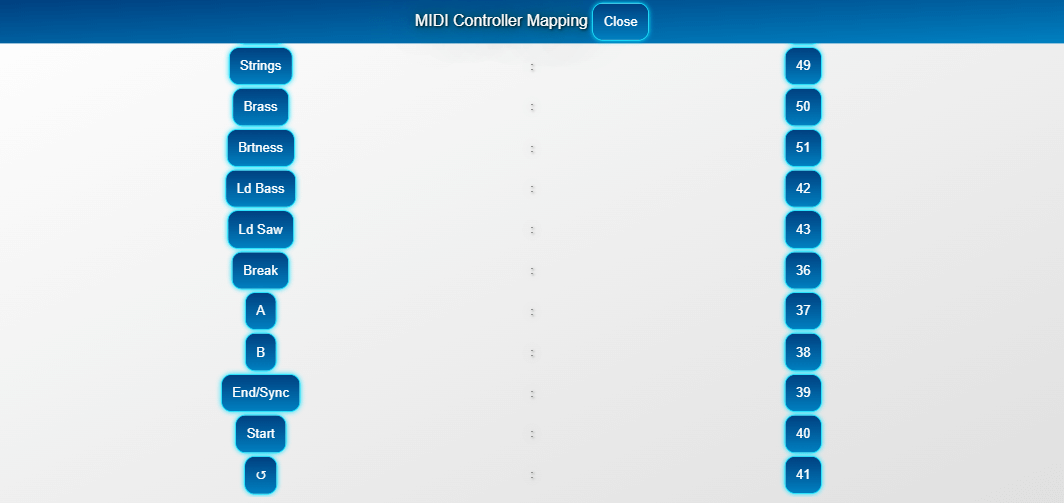 MIDI Controller Mapping Close
Strings : 49
Brass : 50
Brtness : 51
Ld Bass : 42
Ld Saw : 43
Break : 36
A : 37
B : 38
End/Sync : 39
Start : 40
↺ : 41